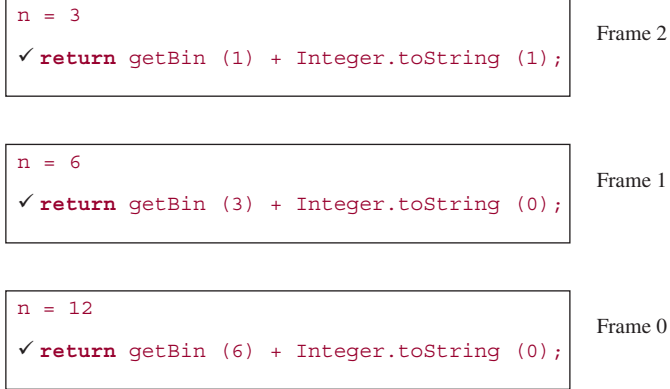 n = 3
Frame 2
✓ return getBin (1) + Integer.toString (1);
n = 6
Frame 1
✓ return getBin (3) + Integer.toString (0);
n = 12
Frame 0
✓ return getBin (6) + Integer.toString (0);